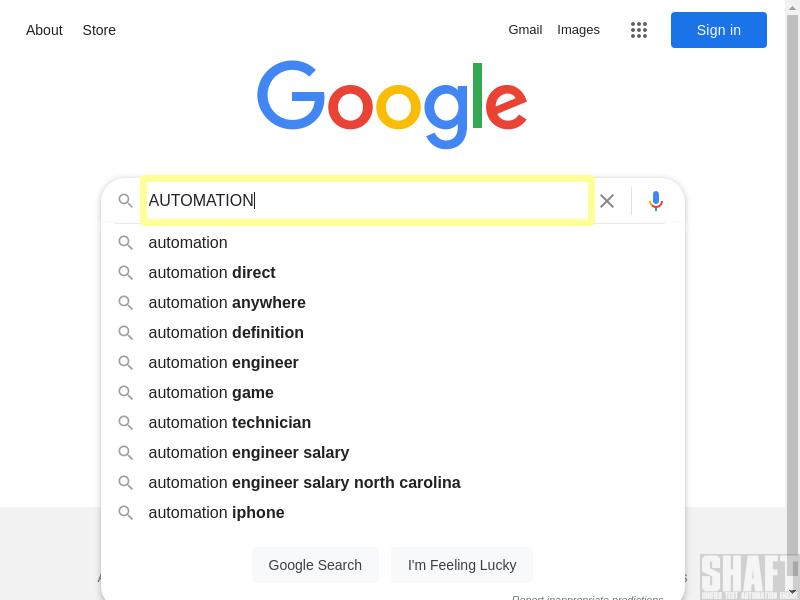 About Store Gmail Images Sign in
Google
AUTOMATION
automation
automation direct
automation anywhere
automation definition
automation engineer
automation game
automation technician
automation engineer salary
automation engineer salary north carolina
automation iphone
Google Search I'm Feeling Lucky
Report inappropriate predictions
SHAFT